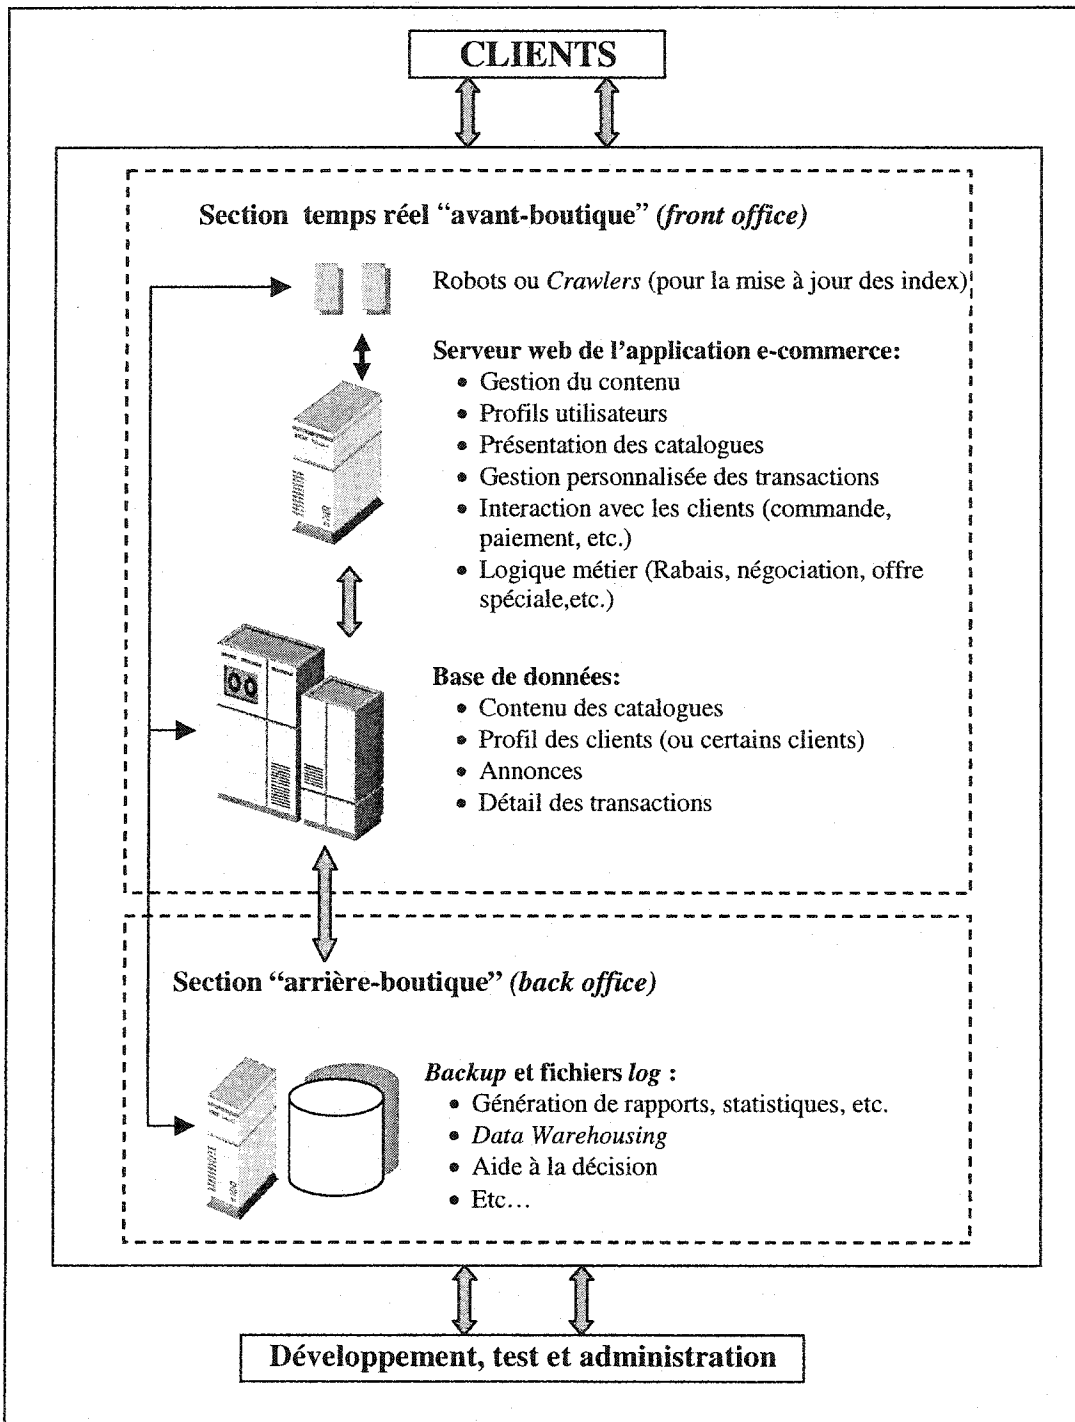 CLIENTS
Section temps réel “avant-boutique” (front office)
Robots ou Crawlers (pour la mise à jour des index)
Serveur web de l’application e-commerce:
• Gestion du contenu
• Profils utilisateurs
• Présentation des catalogues
• Gestion personnalisée des transactions
• Interaction avec les clients (commande,
paiement, etc.)
• Logique métier (Rabais, négociation, offre
spéciale,etc.)
Base de données:
• Contenu des catalogues
• Profil des clients (ou certains clients)
• Annonces
• Détail des transactions
Section “arrière-boutique” (back office)
Backup et fichiers log :
• Génération de rapports, statistiques, etc.
• Data Warehousing
• Aide à la décision
• Etc…
Développement, test et administration